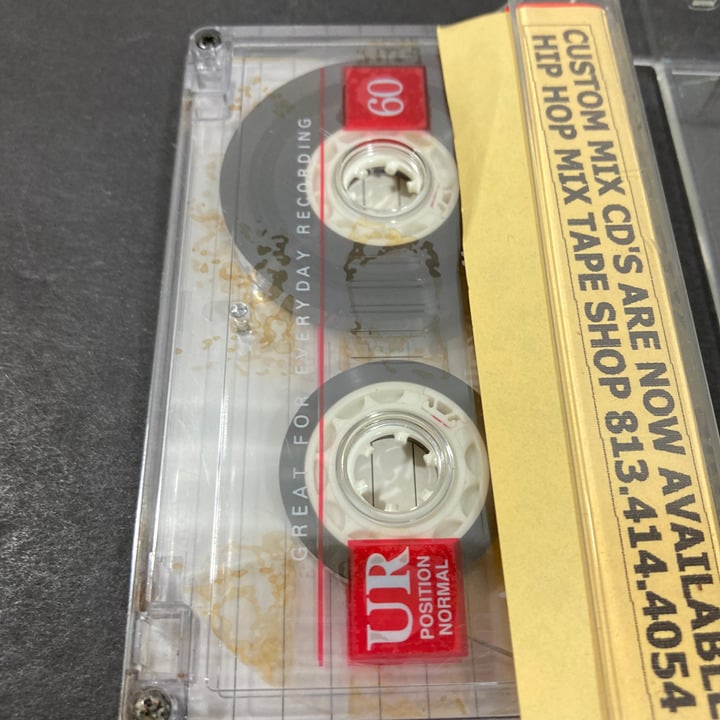 60
GREAT FOR EVERYDAY RECORDING
UR
POSITION
NORMAL
CUSTOM MIX CD'S ARE NOW AVAILABLE
HIP HOP MIX TAPE SHOP 813.414.4054